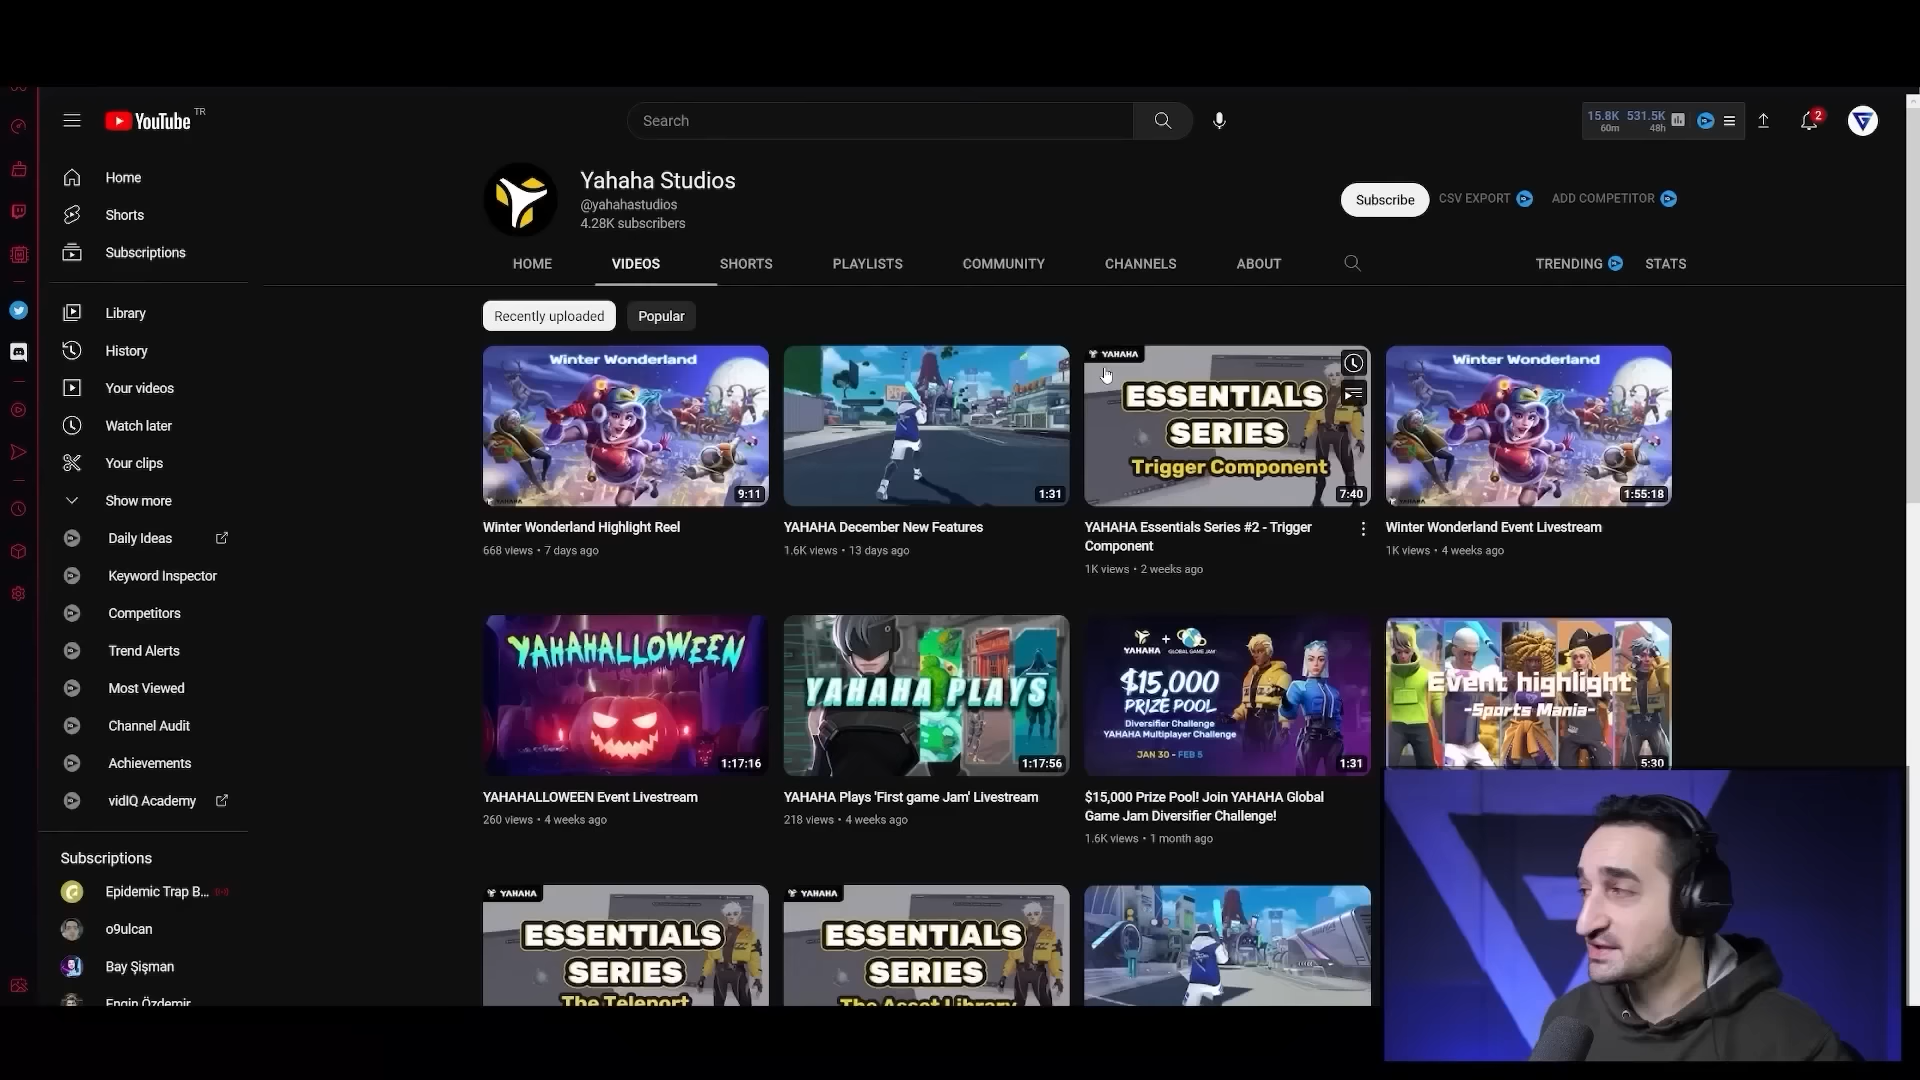 YouTube TR
Search
15.8K 531.5K
60m 48h
2
Home
Shorts
Subscriptions
Library
History
Your videos
Watch later
Your clips
Show more
Daily Ideas
Keyword Inspector
Competitors
Trend Alerts
Most Viewed
Channel Audit
Achievements
vidIQ Academy
Subscriptions
Epidemic Trap B...
o9ulcan
Bay Şişman
Engin Özdemir
Yahaha Studios
@yahahastudios
4.28K subscribers
Subscribe
CSV EXPORT
ADD COMPETITOR
HOME
VIDEOS
SHORTS
PLAYLISTS
COMMUNITY
CHANNELS
ABOUT
TRENDING
STATS
Recently uploaded
Popular
Winter Wonderland
9:11
Winter Wonderland Highlight Reel
668 views • 7 days ago
1:31
YAHAHA December New Features
1.6K views • 13 days ago
YAHAHA
ESSENTIALS
SERIES
Trigger Component
7:40
YAHAHA Essentials Series #2 - Trigger
Component
1K views • 2 weeks ago
Winter Wonderland
1:55:18
Winter Wonderland Event Livestream
1K views • 4 weeks ago
YAHAHALLOWEEN
1:17:16
YAHAHALLOWEEN Event Livestream
260 views • 4 weeks ago
YAHAHA PLAYS
1:17:56
YAHAHA Plays 'First game Jam' Livestream
218 views • 4 weeks ago
YAHAHA + GLOBAL GAME JAM
$15,000
PRIZE POOL
Diversifier Challenge
YAHAHA Multiplayer Challenge
JAN 30 - FEB 5
1:31
$15,000 Prize Pool! Join YAHAHA Global
Game Jam Diversifier Challenge!
1.6K views • 1 month ago
Event highlight
-Sports Mania-
5:30
YAHAHA
ESSENTIALS
SERIES
The Teleport
YAHAHA
ESSENTIALS
SERIES
The Asset Library